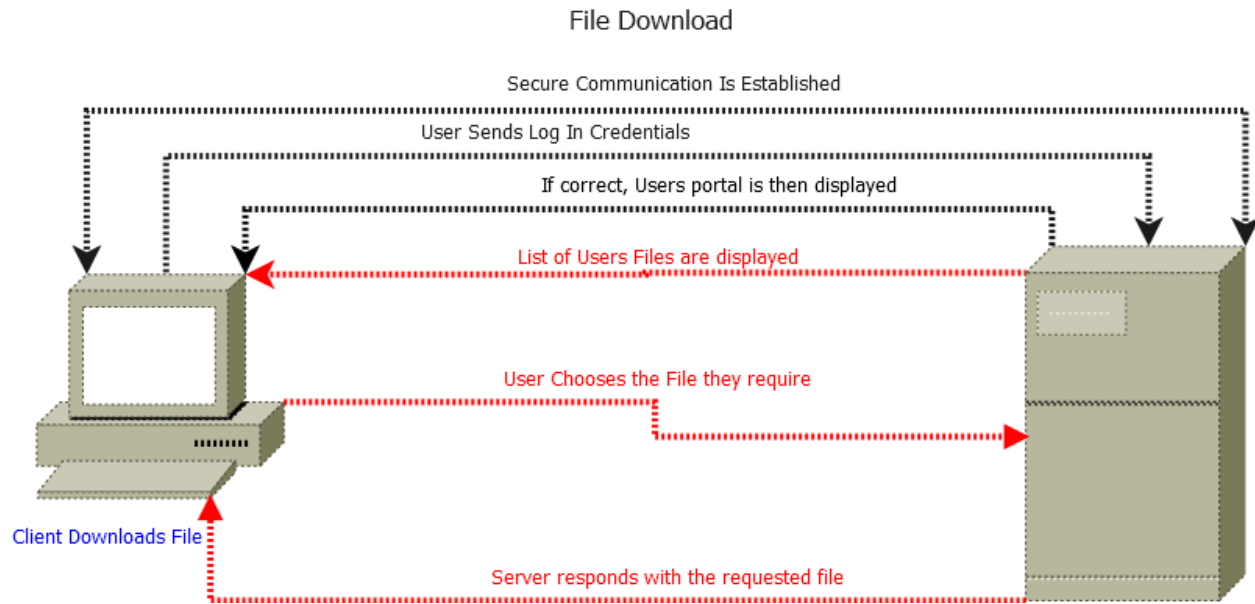 File Download
Secure Communication Is Established
User Sends Log In Credentials
If correct, Users portal is then displayed
List of Users Files are displayed
User Chooses the File they require
Client Downloads File
Server responds with the requested file